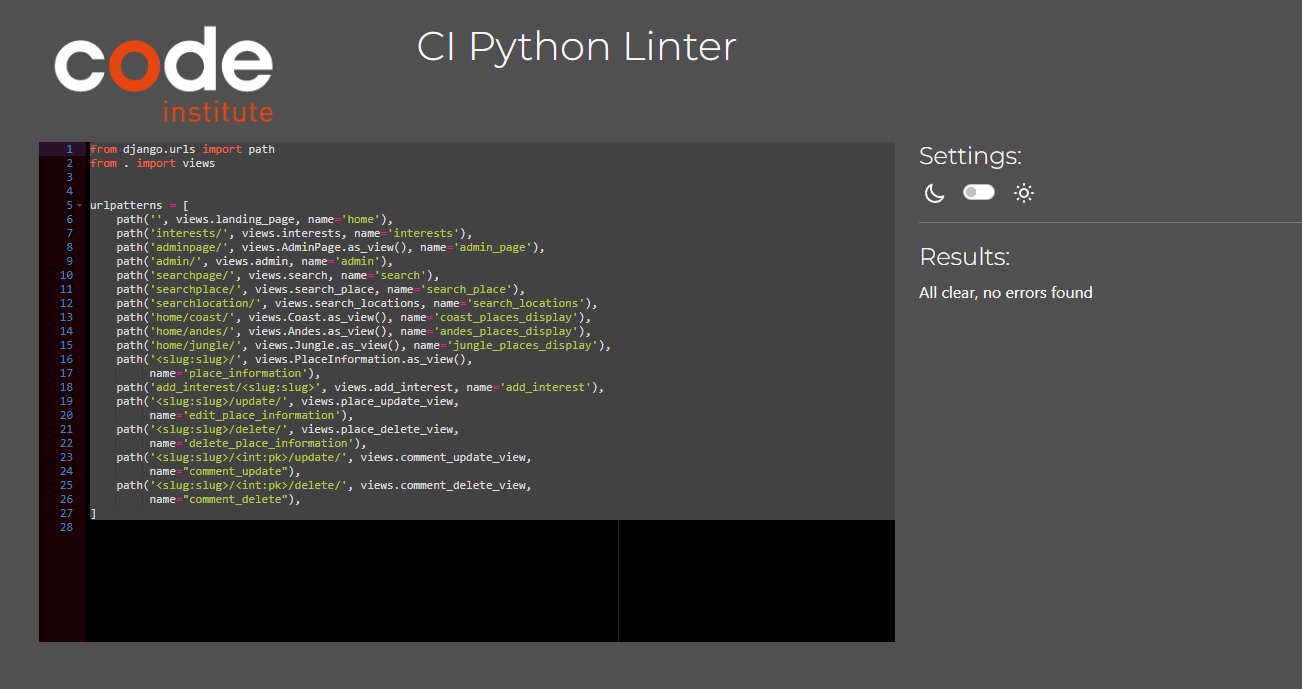 code
institute
CI Python Linter
1 from django.urls import path
2 from . import views
3
4
5 urlpatterns = [
6 path('', views.landing_page, name='home'),
7 path('interests/', views.interests, name='interests'),
8 path('adminpage/', views.AdminPage.as_view(), name='admin_page'),
9 path('admin/', views.admin, name='admin'),
10 path('searchpage/', views.search, name='search'),
11 path('searchplace/', views.search_place, name='search_place'),
12 path('searchlocation/', views.search_locations, name='search_locations'),
13 path('home/coast/', views.Coast.as_view(), name='coast_places_display'),
14 path('home/andes/', views.Andes.as_view(), name='andes_places_display'),
15 path('home/jungle/', views.Jungle.as_view(), name='jungle_places_display'),
16 path('<slug:slug>/', views.PlaceInformation.as_view(),
17 name='place_information'),
18 path('add_interest/<slug:slug>', views.add_interest, name='add_interest'),
19 path('<slug:slug>/update/', views.place_update_view,
20 name='edit_place_information'),
21 path('<slug:slug>/delete/', views.place_delete_view,
22 name='delete_place_information'),
23 path('<slug:slug>/<int:pk>/update/', views.comment_update_view,
24 name="comment_update"),
25 path('<slug:slug>/<int:pk>/delete/', views.comment_delete_view,
26 name="comment_delete"),
27 ]
28
Settings:
Results:
All clear, no errors found